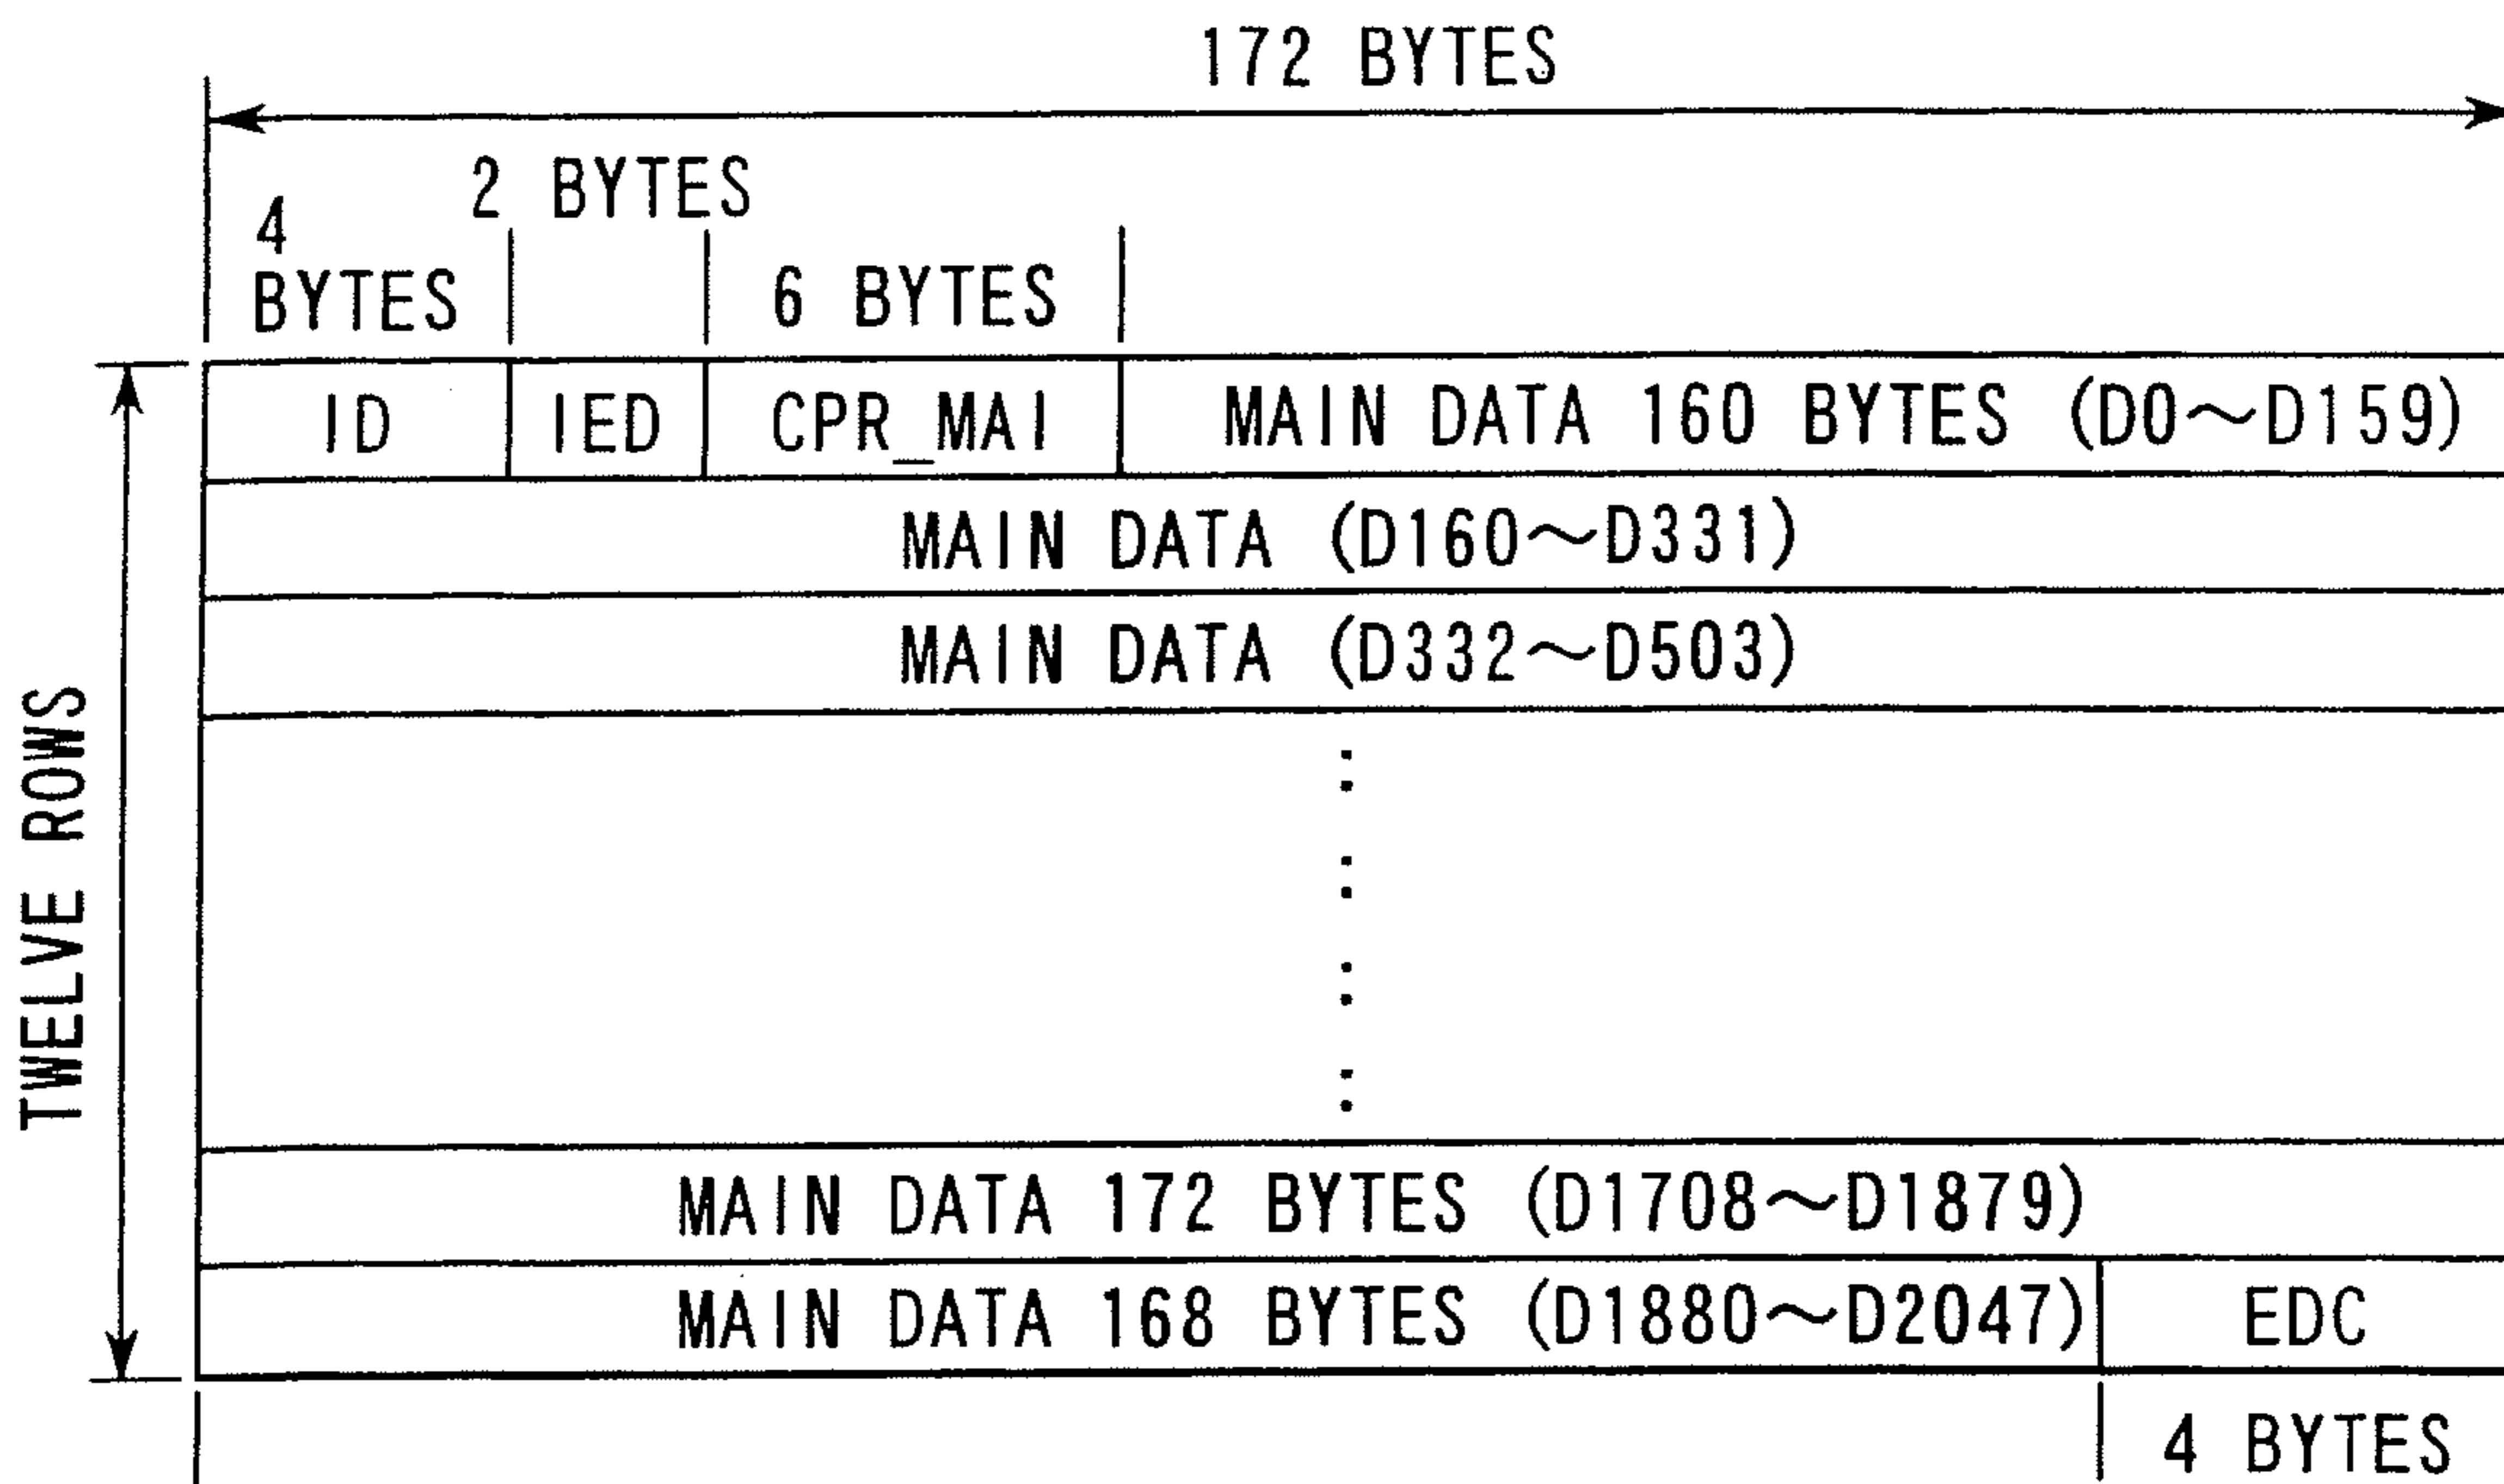 172 BYTES
2 BYTES
4
BYTES
6 BYTES
ID IED CPR_MAI MAIN DATA 160 BYTES (D0~D159)
MAIN DATA (D160~D331)
MAIN DATA (D332~D503)
TWELVE ROWS
MAIN DATA 172 BYTES (D1708~D1879)
MAIN DATA 168 BYTES (D1880~D2047) EDC
4 BYTES